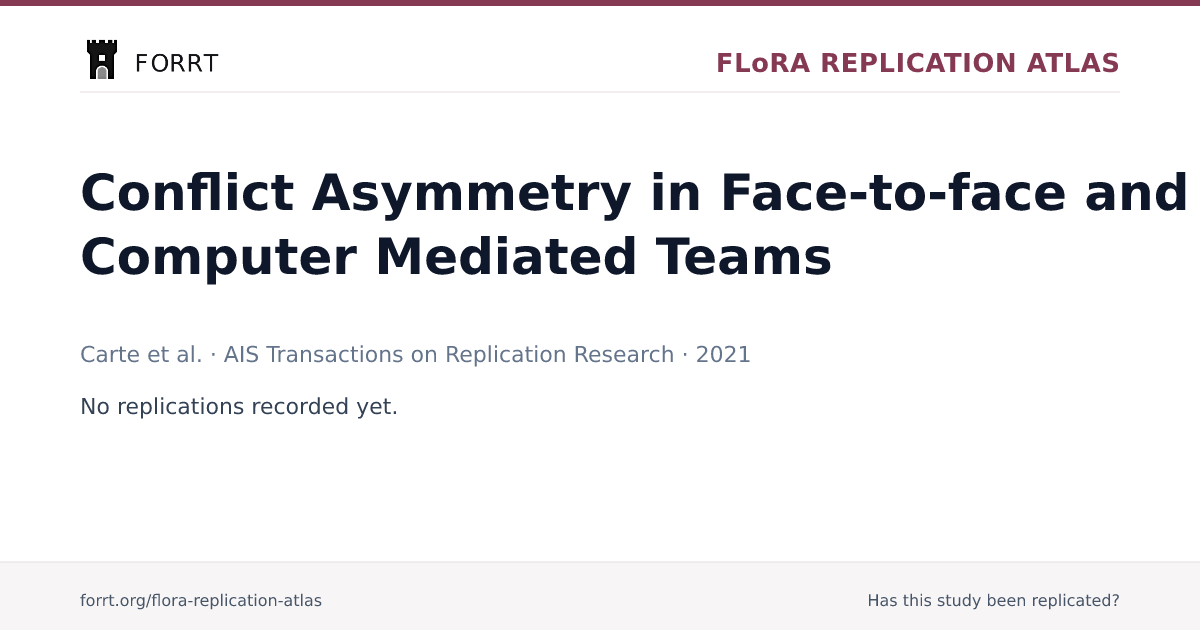 FORRT
FLoRA REPLICATION ATLAS
Conflict Asymmetry in Face-to-face and
Computer Mediated Teams
Carte et al. · AIS Transactions on Replication Research · 2021
No replications recorded yet.
forrt.org/flora-replication-atlas
Has this study been replicated?